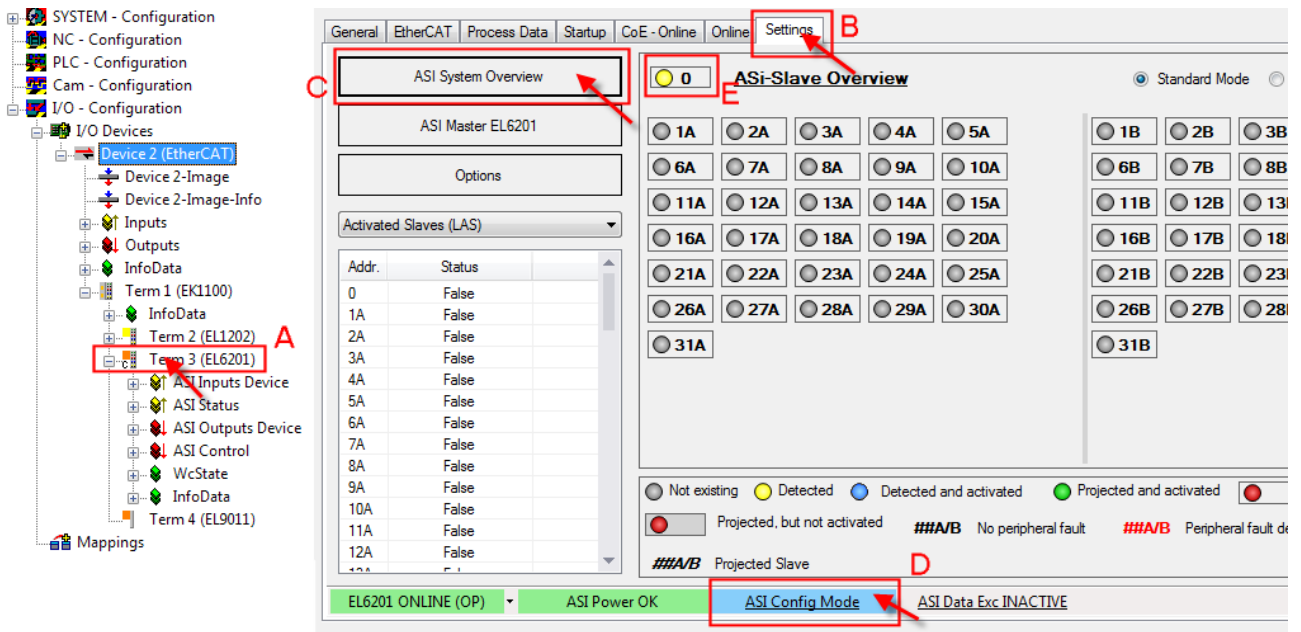 SYSTEM - Configuration
NC - Configuration
PLC - Configuration
Cam - Configuration
I/O - Configuration
I/O Devices
Device 2 (EtherCAT)
Device 2-Image
Device 2-Image-Info
Inputs
Outputs
InfoData
Term 1 (EK1100)
InfoData
Term 2 (EL1202)
A
Term 3 (EL6201)
ASI Inputs Device
ASI Status
ASI Outputs Device
ASI Control
WcState
InfoData
Term 4 (EL9011)
Mappings
General EtherCAT Process Data Startup CoE - Online Online Settings B
C
ASI System Overview
ASI Master EL6201
Options
Activated Slaves (LAS)
Addr. Status
0 False
1A False
2A False
3A False
4A False
5A False
6A False
7A False
8A False
9A False
10A False
11A False
12A False
0 E ASi-Slave Overview Standard Mode
1A 2A 3A 4A 5A 1B 2B 3B
6A 7A 8A 9A 10A 6B 7B 8B
11A 12A 13A 14A 15A 11B 12B 13
16A 17A 18A 19A 20A 16B 17B 18
21A 22A 23A 24A 25A 21B 22B 23
26A 27A 28A 29A 30A 26B 27B 28
31A 31B
Not existing Detected Detected and activated Projected and activated
Projected, but not activated ##A/B No peripheral fault ##A/B Peripheral fault de
##A/B Projected Slave
D
EL6201 ONLINE (OP) ASI Power OK ASI Config Mode ASI Data Exc INACTIVE